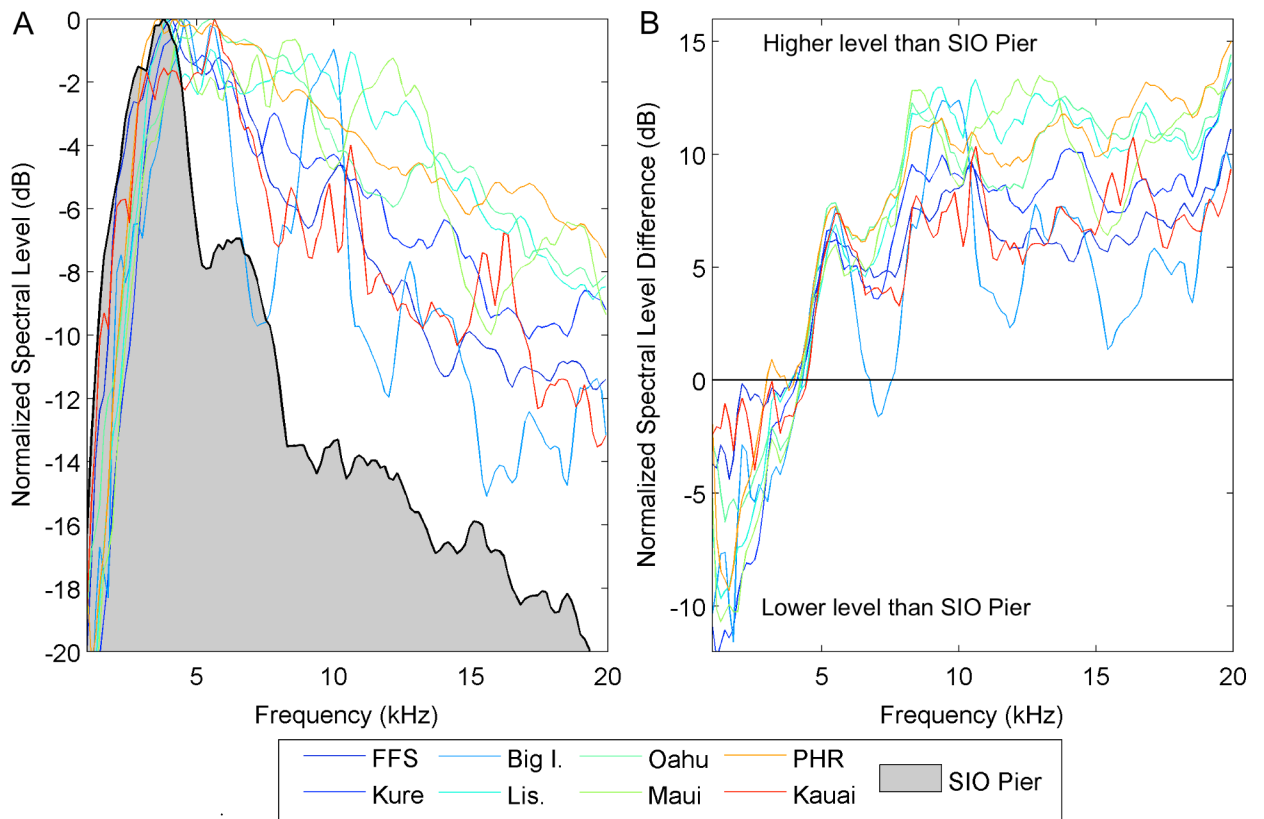 A
B
Normalized Spectral Level (dB)
0
-2
-4
-6
-8
-10
-12
-14
-16
-18
-20
5
10
15
20
Frequency (kHz)
Normalized Spectral Level Difference (dB)
15
10
5
0
-5
-10
Higher level than SIO Pier
Lower level than SIO Pier
5
10
15
20
Frequency (kHz)
FFS Big I. Oahu PHR
Kure Lis. Maui Kauai
SIO Pier